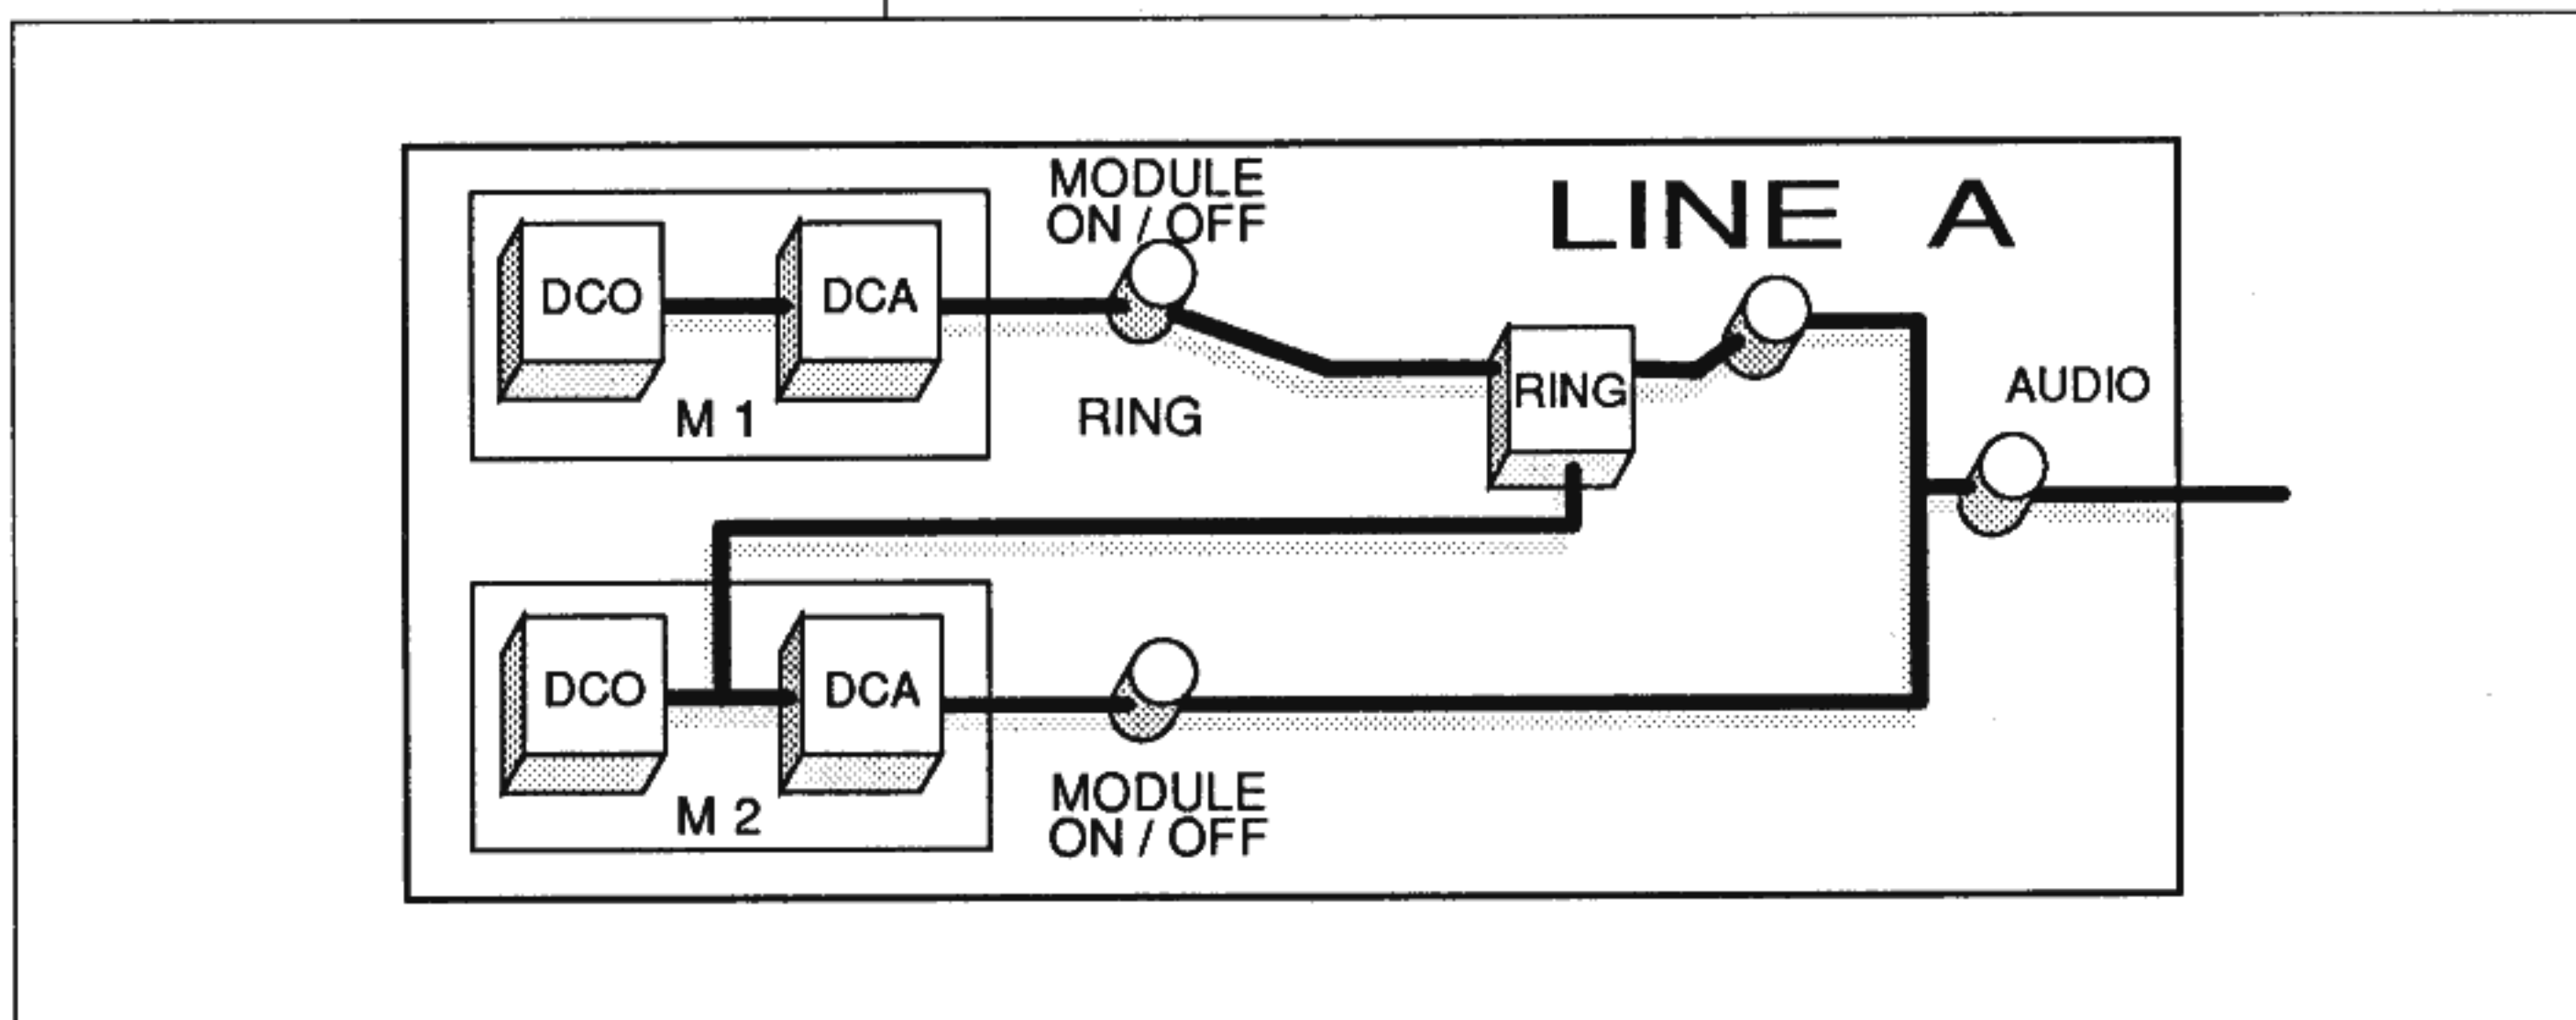 MODULE
ON / OFF
LINE A
DCO
DCA
RING
AUDIO
M 1
RING
DCO
DCA
M 2
MODULE
ON / OFF